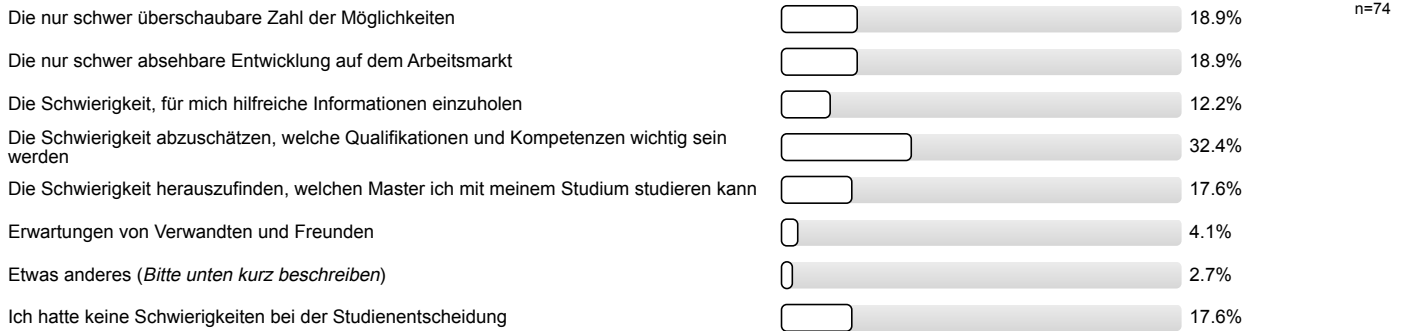 Die nur schwer überschaubare Zahl der Möglichkeiten 18.9% n=74
Die nur schwer absehbare Entwicklung auf dem Arbeitsmarkt 18.9%
Die Schwierigkeit, für mich hilfreiche Informationen einzuholen 12.2%
Die Schwierigkeit abzuschätzen, welche Qualifikationen und Kompetenzen wichtig sein
werden 32.4%
Die Schwierigkeit herauszufinden, welchen Master ich mit meinem Studium studieren kann 17.6%
Erwartungen von Verwandten und Freunden 4.1%
Etwas anderes (Bitte unten kurz beschreiben) 2.7%
Ich hatte keine Schwierigkeiten bei der Studienentscheidung 17.6%